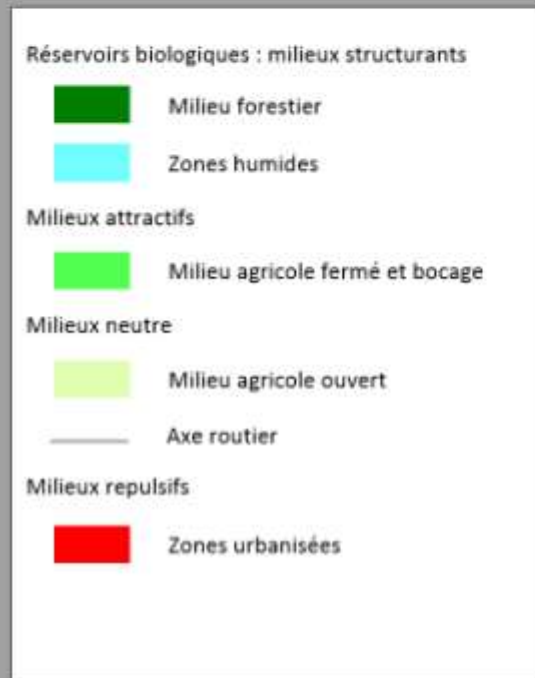 Réservoirs biologiques : milieux structurants
Milieu forestier
Zones humides
Milieux attractifs
Milieu agricole fermé et bocage
Milieux neutre
Milieu agricole ouvert
Axe routier
Milieux repulsifs
Zones urbanisées